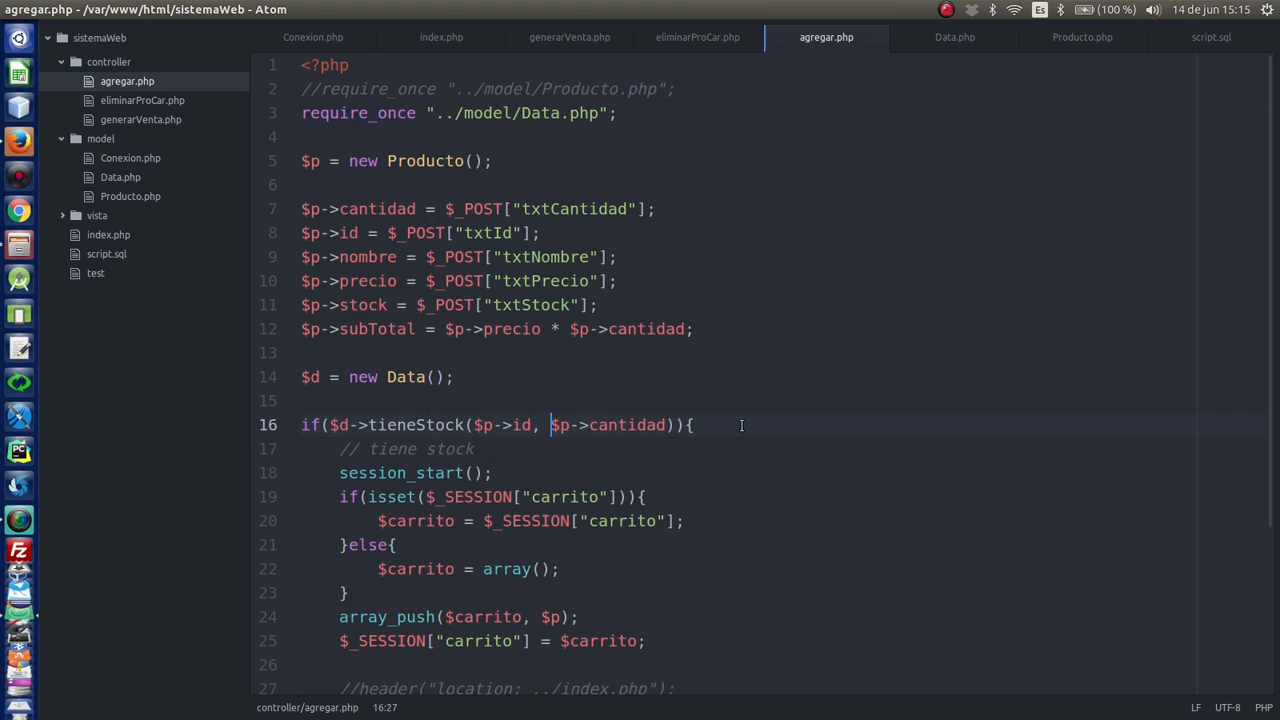 agregar.php - /var/www/html/sistemaWeb - Atom
Es
(100 %)
14 de jun 15:15
sistemaWeb
controller
agregar.php
eliminarProCar.php
generarVenta.php
model
Conexion.php
Data.php
Producto.php
vista
index.php
script.sql
test
Conexion.php
index.php
generarVenta.php
eliminarProCar.php
agregar.php
Data.php
Producto.php
script.sql
1 <?php
2 //require_once "../model/Producto.php";
3 require_once "../model/Data.php";
4
5 $p = new Producto();
6
7 $p->cantidad = $_POST["txtCantidad"];
8 $p->id = $_POST["txtId"];
9 $p->nombre = $_POST["txtNombre"];
10 $p->precio = $_POST["txtPrecio"];
11 $p->stock = $_POST["txtStock"];
12 $p->subTotal = $p->precio * $p->cantidad;
13
14 $d = new Data();
15
16 if($d->tieneStock($p->id, $p->cantidad)){
17 // tiene stock
18 session_start();
19 if(isset($_SESSION["carrito"])){
20 $carrito = $_SESSION["carrito"];
21 }else{
22 $carrito = array();
23 }
24 array_push($carrito, $p);
25 $_SESSION["carrito"] = $carrito;
26
27 //header("location: ../index.php");
controller/agregar.php
16:27
LF
UTF-8
PHP
PC
Fz